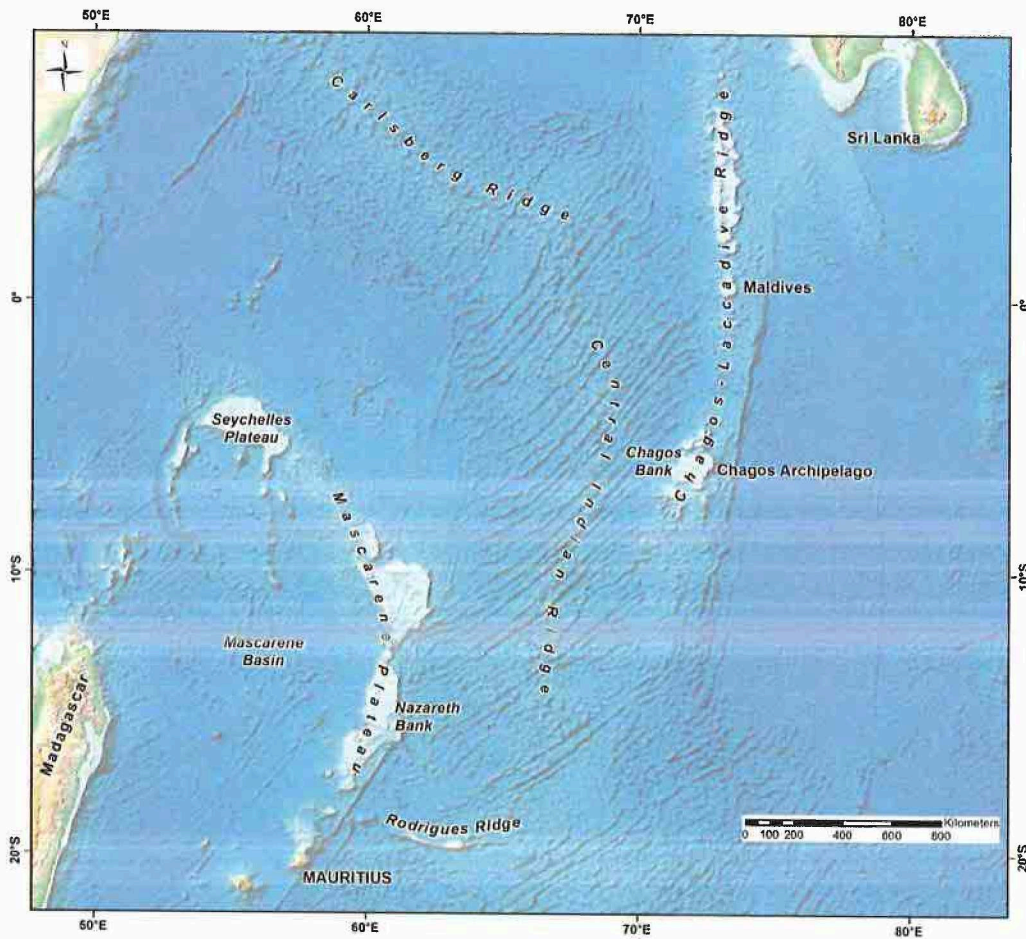 50°E
60°E
70°E
80°E
N
Carlsberg Ridge
Chagos-Laccadive Ridge
Sri Lanka
0°
Maldives
0°
Central Indian Ridge
Seychelles
Plateau
Chagos
Bank
Chagos Archipelago
Mascarene Plateau
10°S
10°S
Mascarene
Basin
Madagascar
Nazareth
Bank
Rodrigues Ridge
Kilometers
0 100 200 400 600 800
20°S
20°S
MAURITIUS
50°E
60°E
70°E
80°E